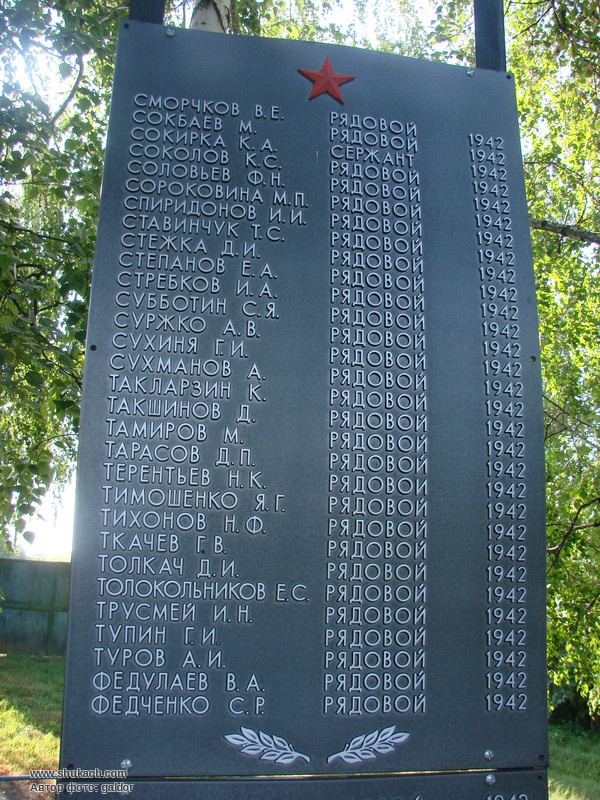 СМОРЧКОВ В.Е. РЯДОВОЙ 1942
СОКБАЕВ М. РЯДОВОЙ 1942
СОКИРКА К.А. СЕРЖАНТ 1942
СОКОЛОВ К.С. РЯДОВОЙ 1942
СОЛОВЬЕВ Ф.Н. РЯДОВОЙ 1942
СОРОКОВИНА М.П. РЯДОВОЙ 1942
СПИРИДОНОВ И.И. РЯДОВОЙ 1942
СТАВИНЧУК Т.С. РЯДОВОЙ 1942
СТЕЖКА Д.И. РЯДОВОЙ 1942
СТЕПАНОВ Е.А. РЯДОВОЙ 1942
СТРЕБКОВ И.А. РЯДОВОЙ 1942
СУББОТИН С.Я. РЯДОВОЙ 1942
СУРЖКО А.В. РЯДОВОЙ 1942
СУХИНЯ Г.И. РЯДОВОЙ 1942
СУХМАНОВ А. РЯДОВОЙ 1942
ТАКЛАРЗИН К. РЯДОВОЙ 1942
ТАКШИНОВ Д. РЯДОВОЙ 1942
ТАМИРОВ М. РЯДОВОЙ 1942
ТАРАСОВ Д.П. РЯДОВОЙ 1942
ТЕРЕНТЬЕВ Н.К. РЯДОВОЙ 1942
ТИМОШЕНКО Я.Г. РЯДОВОЙ 1942
ТИХОНОВ Н.Ф. РЯДОВОЙ 1942
ТКАЧЕВ Г.В. РЯДОВОЙ 1942
ТОЛКАЧ Д.И. РЯДОВОЙ 1942
ТОЛОКОЛЬНИКОВ Е.С. РЯДОВОЙ 1942
ТРУСМЕЙ И.Н. РЯДОВОЙ 1942
ТУПИН Г.И. РЯДОВОЙ 1942
ТУРОВ А.И. РЯДОВОЙ 1942
ФЕДУЛАЕВ В.А. РЯДОВОЙ 1942
ФЕДЧЕНКО С.Р. РЯДОВОЙ 1942
www.shukach.com
Автор фото: galdor